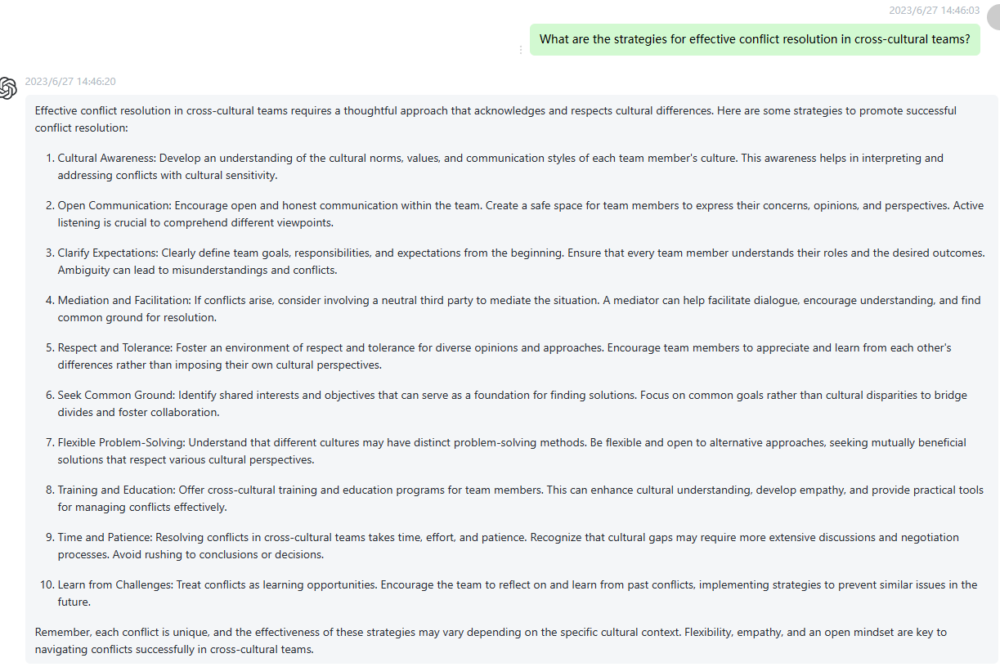 2023/6/27 14:46:03
What are the strategies for effective conflict resolution in cross-cultural teams?
2023/6/27 14:46:20
Effective conflict resolution in cross-cultural teams requires a thoughtful approach that acknowledges and respects cultural differences. Here are some strategies to promote successful
conflict resolution:
1. Cultural Awareness: Develop an understanding of the cultural norms, values, and communication styles of each team member's culture. This awareness helps in interpreting and
addressing conflicts with cultural sensitivity.
2. Open Communication: Encourage open and honest communication within the team. Create a safe space for team members to express their concerns, opinions, and perspectives. Active
listening is crucial to comprehend different viewpoints.
3. Clarify Expectations: Clearly define team goals, responsibilities, and expectations from the beginning. Ensure that every team member understands their roles and the desired outcomes.
Ambiguity can lead to misunderstandings and conflicts.
4. Mediation and Facilitation: If conflicts arise, consider involving a neutral third party to mediate the situation. A mediator can help facilitate dialogue, encourage understanding, and find
common ground for resolution.
5. Respect and Tolerance: Foster an environment of respect and tolerance for diverse opinions and approaches. Encourage team members to appreciate and learn from each other's
differences rather than imposing their own cultural perspectives.
6. Seek Common Ground: Identify shared interests and objectives that can serve as a foundation for finding solutions. Focus on common goals rather than cultural disparities to bridge
divides and foster collaboration.
7. Flexible Problem-Solving: Understand that different cultures may have distinct problem-solving methods. Be flexible and open to alternative approaches, seeking mutually beneficial
solutions that respect various cultural perspectives.
8. Training and Education: Offer cross-cultural training and education programs for team members. This can enhance cultural understanding, develop empathy, and provide practical tools
for managing conflicts effectively.
9. Time and Patience: Resolving conflicts in cross-cultural teams takes time, effort, and patience. Recognize that cultural gaps may require more extensive discussions and negotiation
processes. Avoid rushing to conclusions or decisions.
10. Learn from Challenges: Treat conflicts as learning opportunities. Encourage the team to reflect on and learn from past conflicts, implementing strategies to prevent similar issues in the
future.
Remember, each conflict is unique, and the effectiveness of these strategies may vary depending on the specific cultural context. Flexibility, empathy, and an open mindset are key to
navigating conflicts successfully in cross-cultural teams.